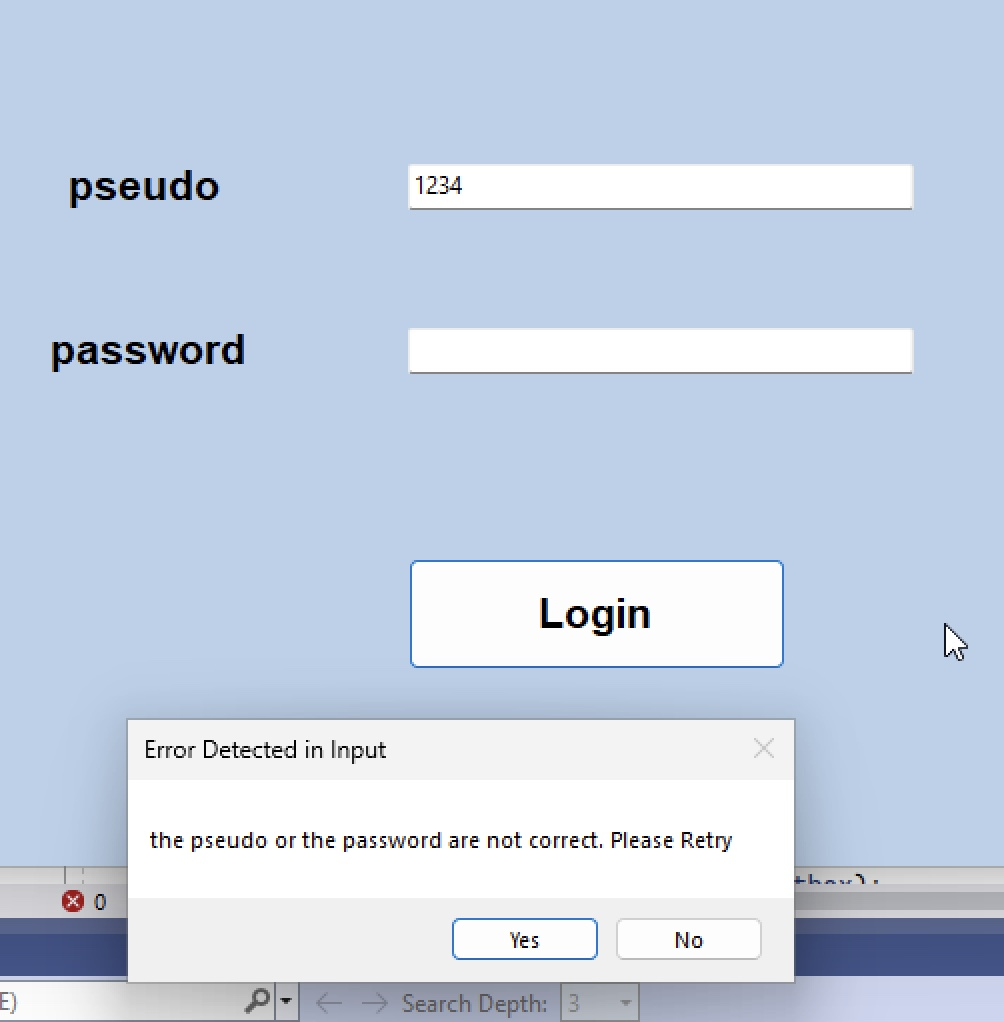 pseudo
1234
password
Login
Error Detected in Input
the pseudo or the password are not correct. Please Retry
0
Yes
No
E)
Search Depth:
3